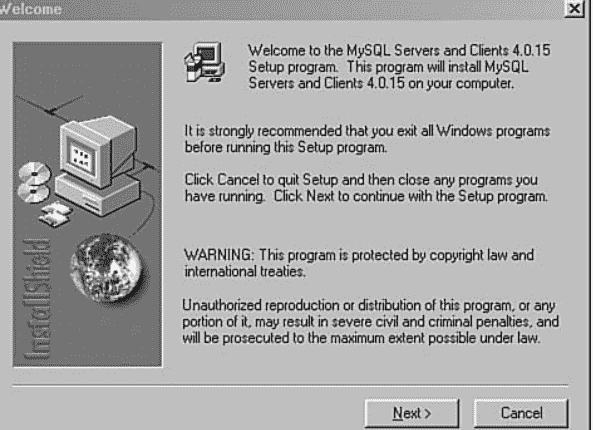 Welcome
Welcome to the MySQL Servers and Clients 4.0.15
Setup program. This program will install MySQL
Servers and Clients 4.0.15 on your computer.
It is strongly recommended that you exit all Windows programs
before running this Setup program.
Click Cancel to quit Setup and then close any programs you
have running. Click Next to continue with the Setup program.
WARNING: This program is protected by copyright law and
international treaties.
Unauthorized reproduction or distribution of this program, or any
portion of it, may result in severe civil and criminal penalties, and
will be prosecuted to the maximum extent possible under law.
InstallShield
Next >
Cancel